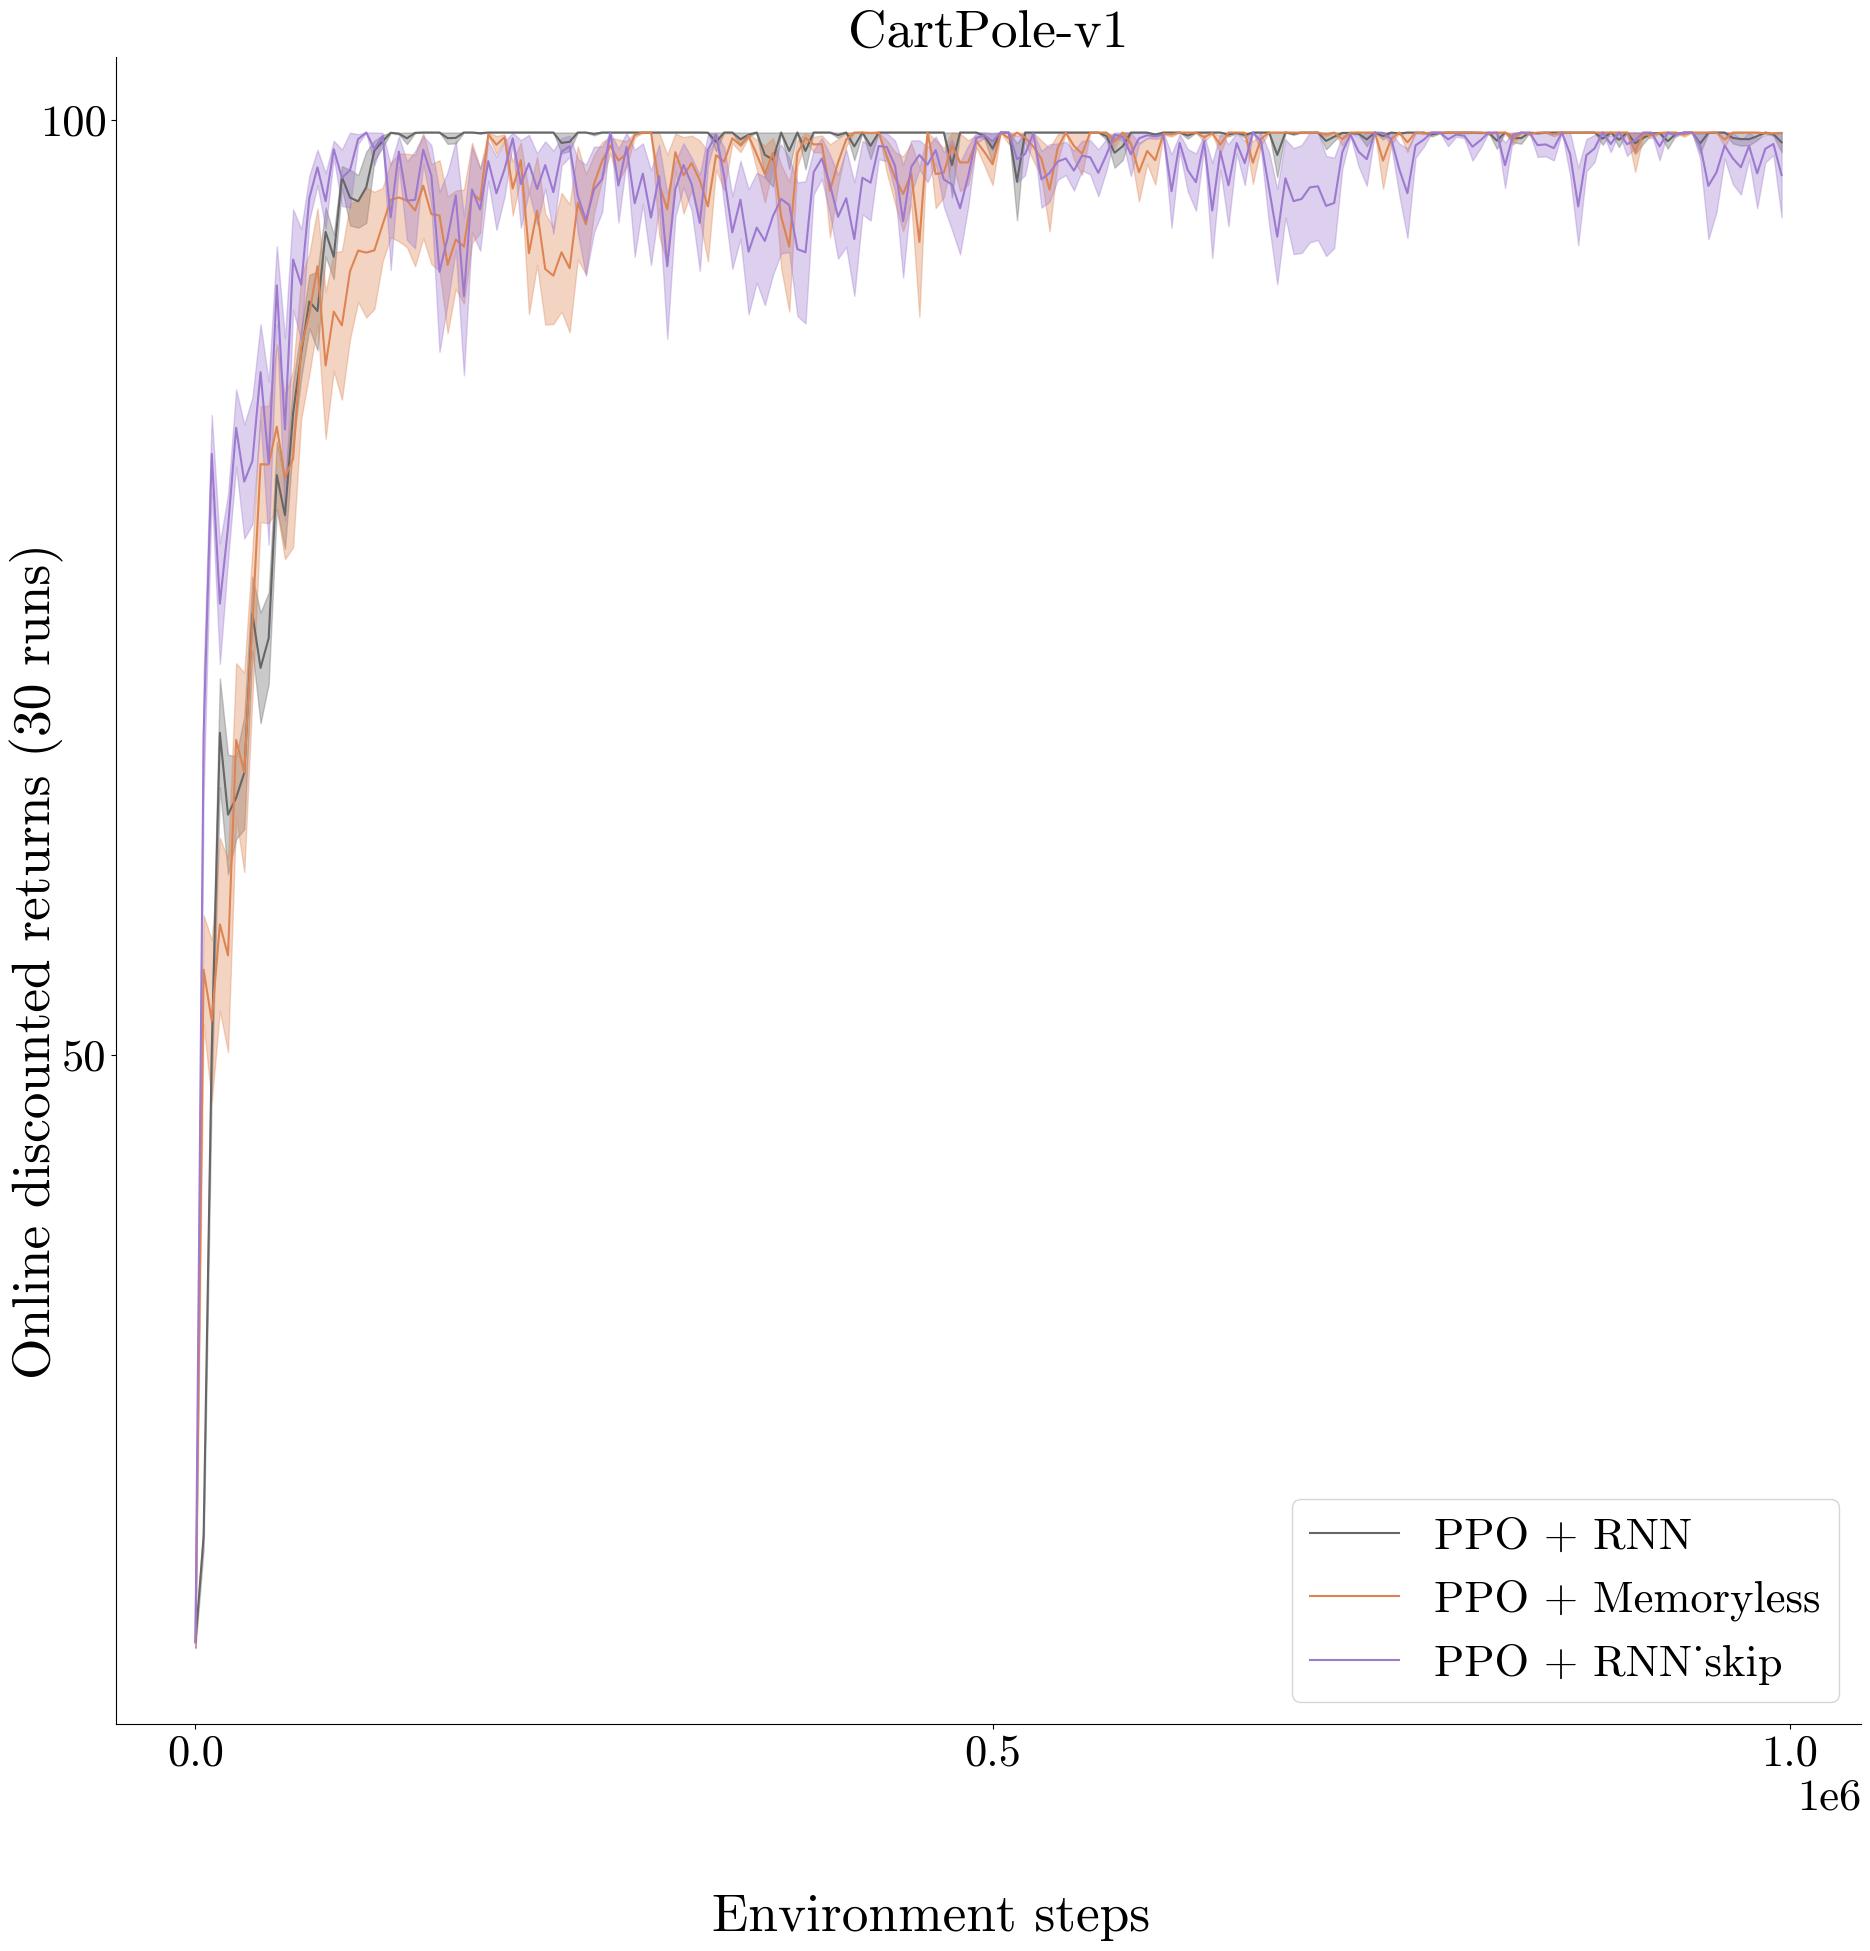 CartPole-v1
Online discounted returns (30 runs)
100
50
PPO + RNN
PPO + Memoryless
PPO + RNN˙skip
0.0
0.5
1.0
1e6
Environment steps